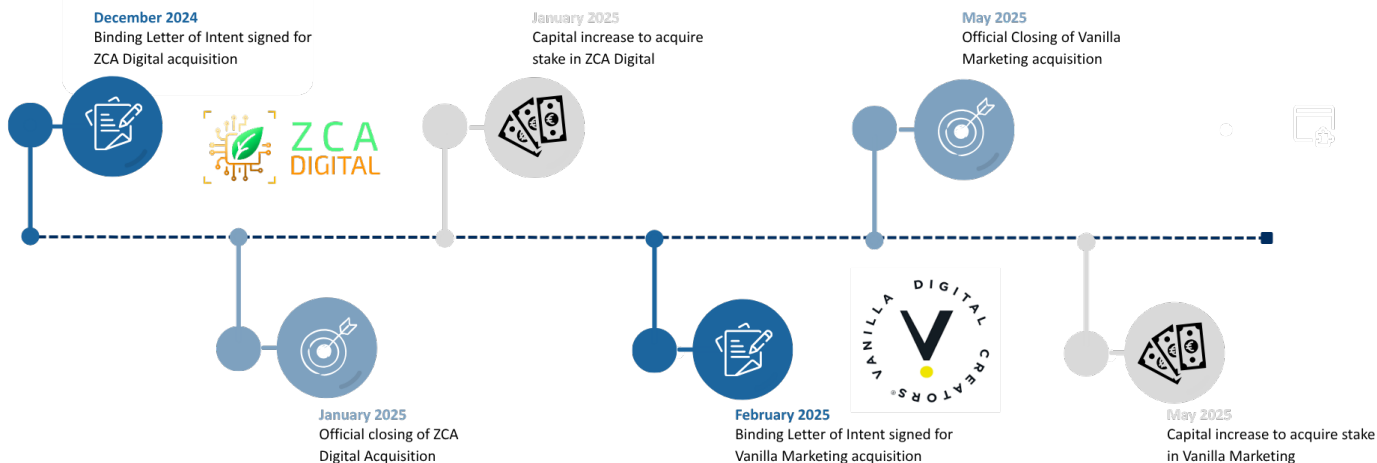 December 2024
Binding Letter of Intent signed for
ZCA Digital acquisition
January 2025
Capital increase to acquire
stake in ZCA Digital
May 2025
Official Closing of Vanilla
Marketing acquisition
ZCA
DIGITAL
VANILLA DIGITAL CREATORS®
January 2025
Official closing of ZCA
Digital Acquisition
February 2025
Binding Letter of Intent signed for
Vanilla Marketing acquisition
May 2025
Capital increase to acquire stake
in Vanilla Marketing